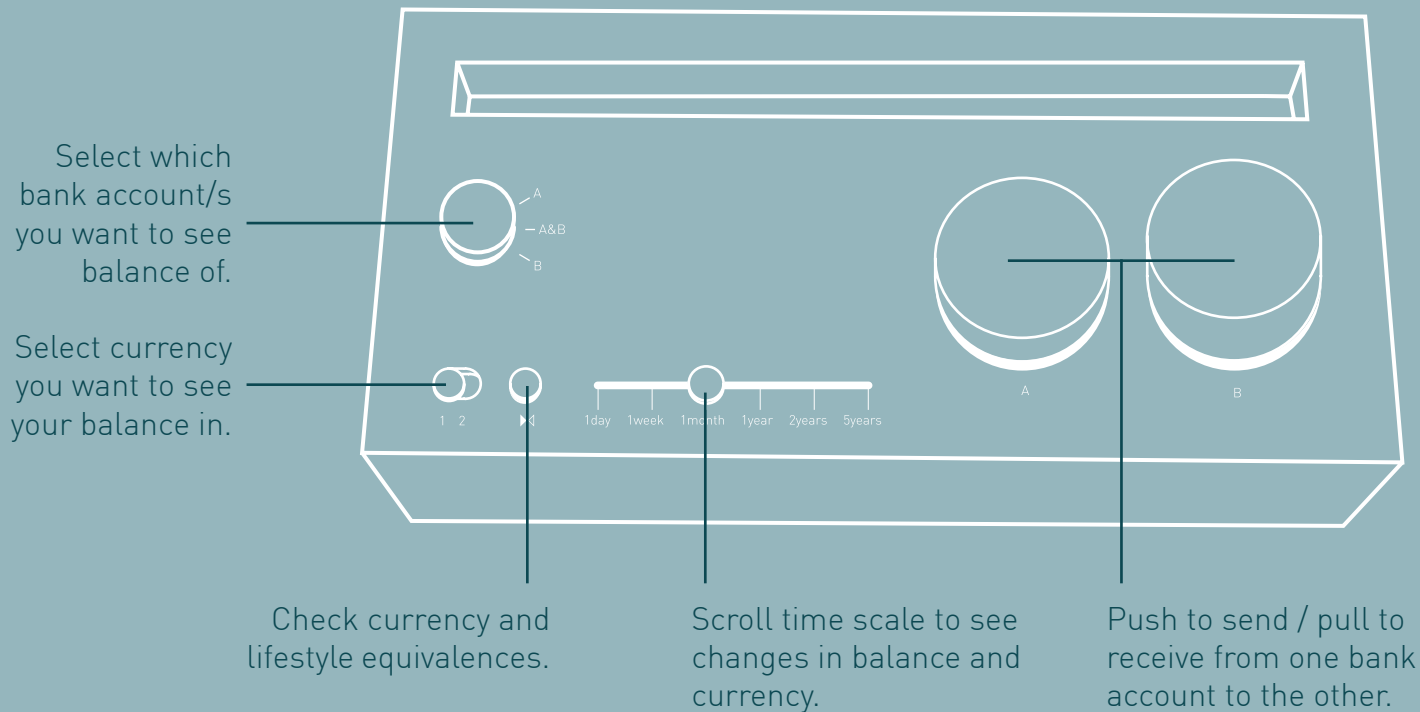 Select which
bank account/s
you want to see
balance of.
A
A&B
B
Select currency
you want to see
your balance in.
1 2
1day 1week 1month 1year 2years 5years
A
B
Check currency and
lifestyle equivalences.
Scroll time scale to see
changes in balance and
currency.
Push to send / pull to
receive from one bank
account to the other.